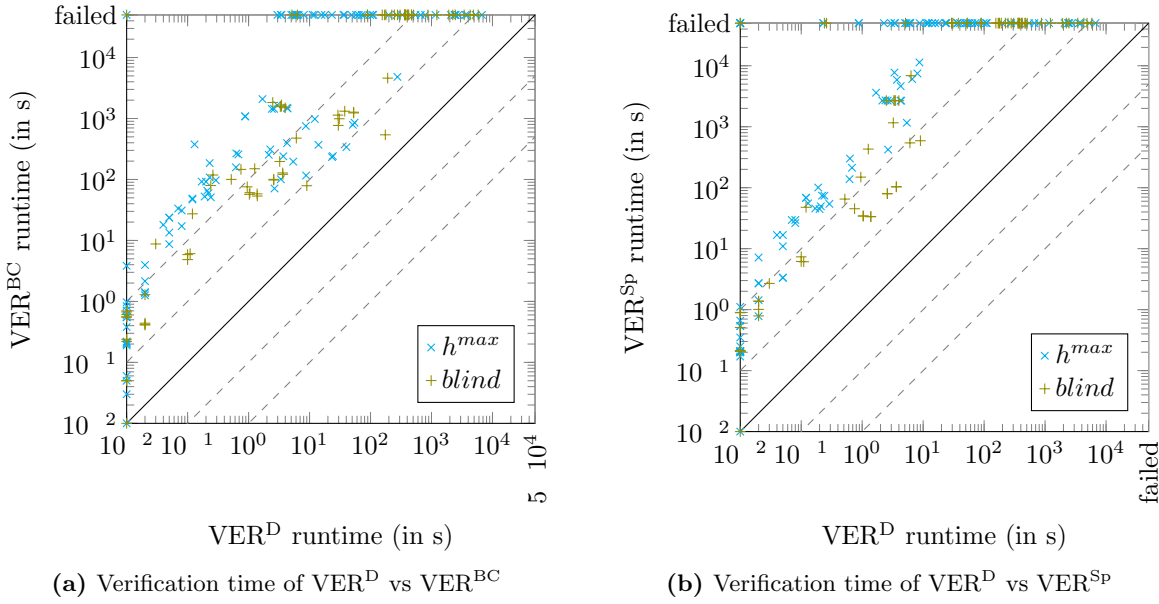 failed
10^4
10^3
10^2
10^1
10^0
10 1
10 2
VER^BC runtime (in s)
h^max
blind
10 2 10 1 10^0 10^1 10^2 10^3 10^4
5 10^4
VER^D runtime (in s)
(a) Verification time of VER^D vs VER^BC
failed
10^4
10^3
10^2
10^1
10^0
10 1
10 2
VER^Sp runtime (in s)
h^max
blind
10 2 10 1 10^0 10^1 10^2 10^3 10^4
failed
VER^D runtime (in s)
(b) Verification time of VER^D vs VER^Sp